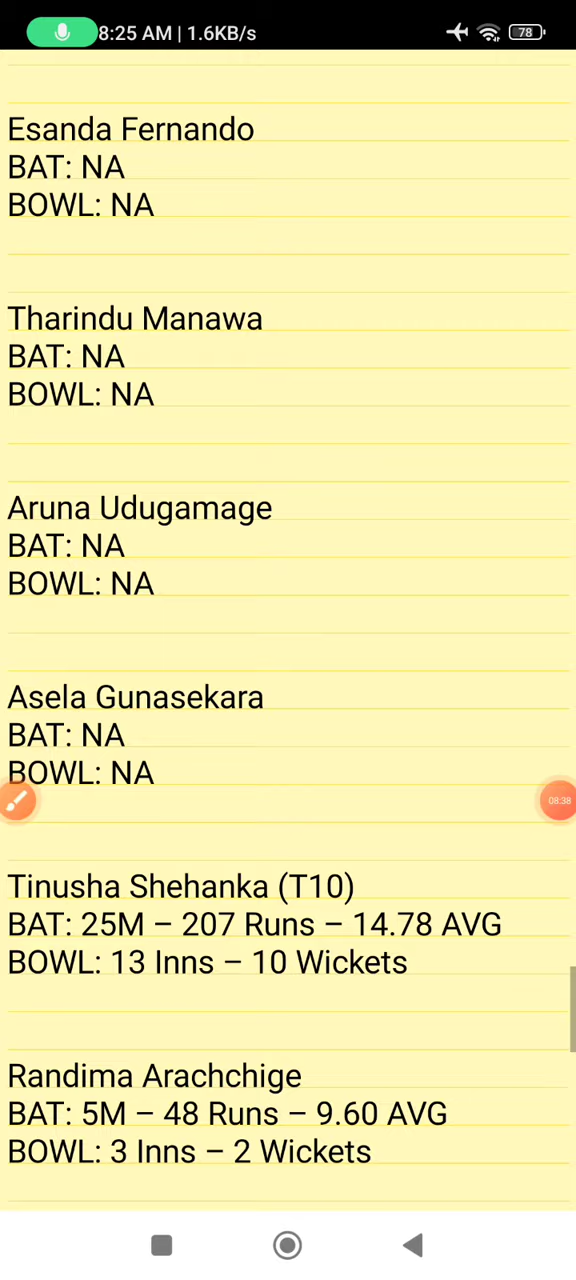 8:25 AM | 1.6KB/s
78
Esanda Fernando
BAT: NA
BOWL: NA
Tharindu Manawa
BAT: NA
BOWL: NA
Aruna Udugamage
BAT: NA
BOWL: NA
Asela Gunasekara
BAT: NA
BOWL: NA
08:38
Tinusha Shehanka (T10)
BAT: 25M – 207 Runs – 14.78 AVG
BOWL: 13 Inns – 10 Wickets
Randima Arachchige
BAT: 5M – 48 Runs – 9.60 AVG
BOWL: 3 Inns – 2 Wickets